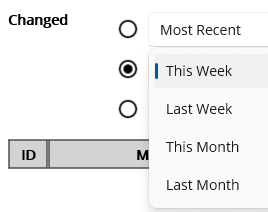 Changed
Most Recent
This Week
Last Week
This Month
Last Month
ID M